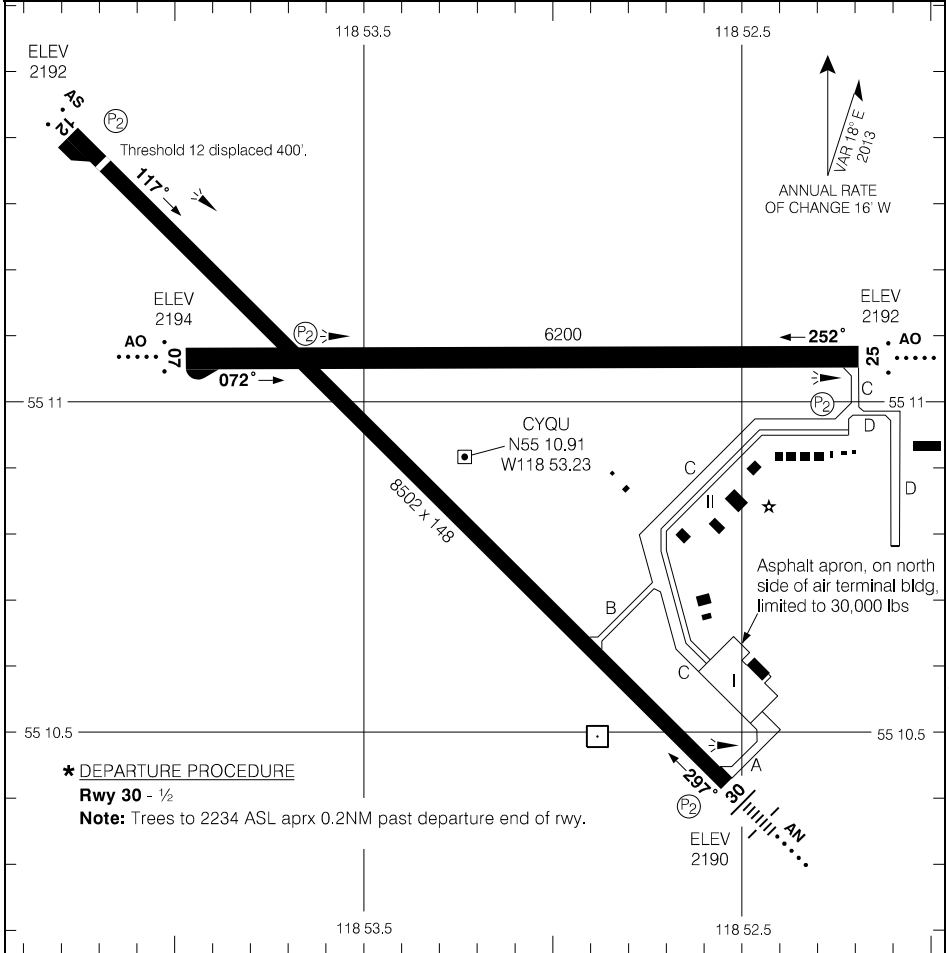 118 53.5
118 52.5
ELEV
2192
AS
12
P2
Threshold 12 displaced 400'.
117°
VAR 18° E
2013
ANNUAL RATE
OF CHANGE 16' W
ELEV
2194
AO
07
072°
P2
6200
252°
ELEV
2192
25
AO
55 11
55 11
P2
C
D
D
CYQU
N55 10.91
W118 53.23
C
II
8502 x 148
Asphalt apron, on north
side of air terminal bldg,
limited to 30,000 lbs
B
C
I
55 10.5
55 10.5
A
* DEPARTURE PROCEDURE
Rwy 30 - ½
Note: Trees to 2234 ASL aprx 0.2NM past departure end of rwy.
297°
30
P2
AN
ELEV
2190
118 53.5
118 52.5